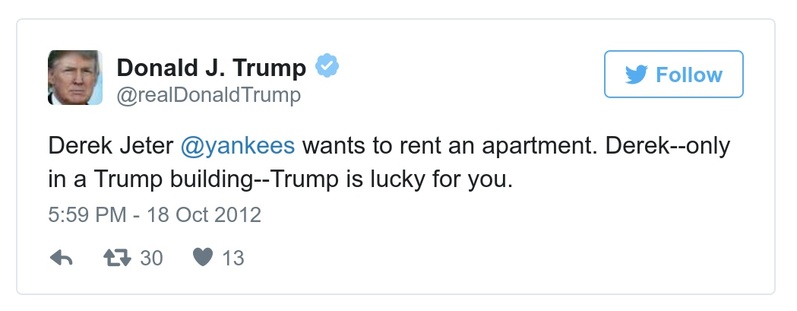 Donald J. Trump
@realDonaldTrump
Follow
Derek Jeter @yankees wants to rent an apartment. Derek--only
in a Trump building--Trump is lucky for you.
5:59 PM - 18 Oct 2012
30 13